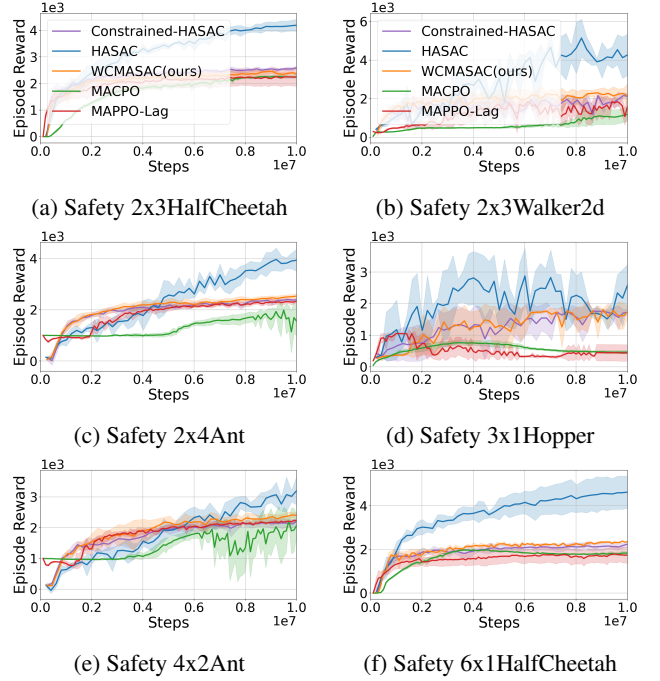 1e3
Episode Reward
4
3
2
1
0
Constrained-HASAC
HASAC
WCMASAC(ours)
MACPO
MAPPO-Lag
0.0 0.2 0.4 0.6 0.8 1.0
Steps 1e7
(a) Safety 2x3HalfCheetah
1e3
Episode Reward
6
4
2
0
Constrained-HASAC
HASAC
WCMASAC(ours)
MACPO
MAPPO-Lag
0.0 0.2 0.4 0.6 0.8 1.0
Steps 1e7
(b) Safety 2x3Walker2d
1e3
Episode Reward
4
2
0
0.0 0.2 0.4 0.6 0.8 1.0
Steps 1e7
(c) Safety 2x4Ant
1e3
Episode Reward
3
2
1
0
0.0 0.2 0.4 0.6 0.8 1.0
Steps 1e7
(d) Safety 3x1Hopper
1e3
Episode Reward
3
2
1
0
0.0 0.2 0.4 0.6 0.8 1.0
Steps 1e7
(e) Safety 4x2Ant
1e3
Episode Reward
4
2
0
0.0 0.2 0.4 0.6 0.8 1.0
Steps 1e7
(f) Safety 6x1HalfCheetah